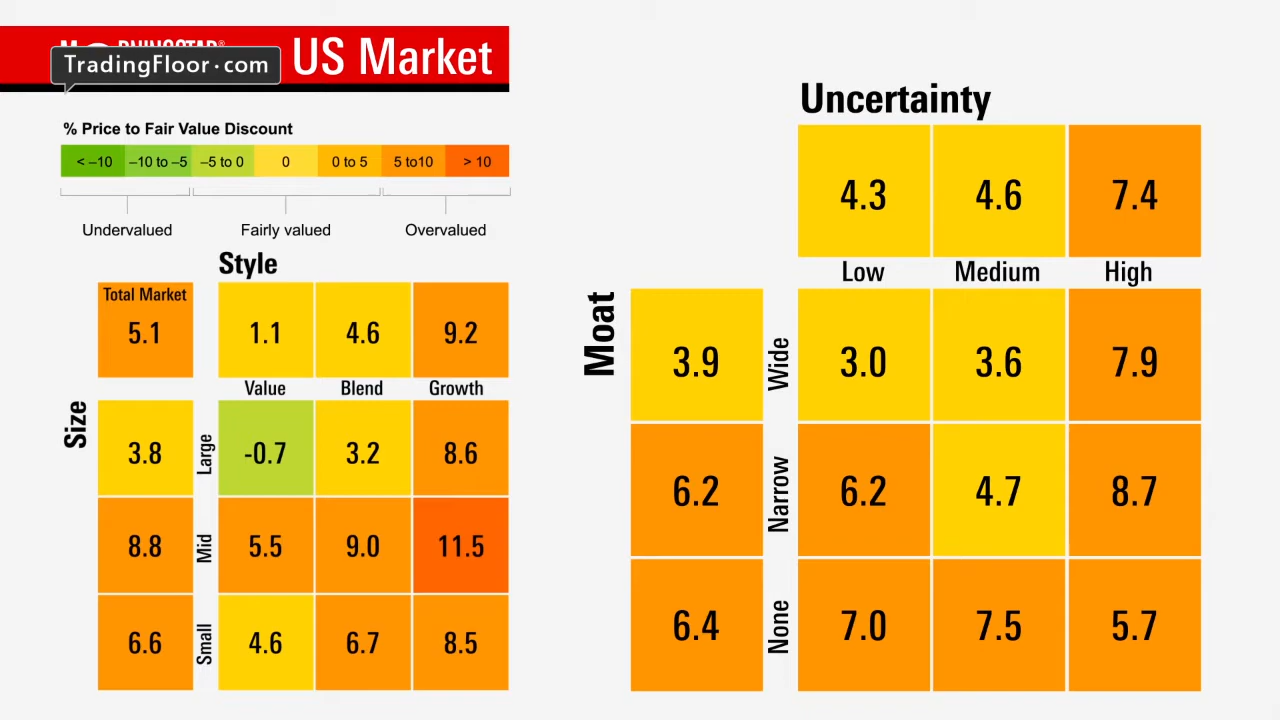 TradingFloor·com
US Market
% Price to Fair Value Discount
< –10 –10 to –5 –5 to 0 0 0 to 5 5 to10 > 10
Undervalued Fairly valued Overvalued
Style
Total Market
5.1 1.1 4.6 9.2
Value Blend Growth
Size
3.8 Large -0.7 3.2 8.6
8.8 Mid 5.5 9.0 11.5
6.6 Small 4.6 6.7 8.5
Uncertainty
4.3 4.6 7.4
Low Medium High
Moat
3.9 Wide 3.0 3.6 7.9
6.2 Narrow 6.2 4.7 8.7
6.4 None 7.0 7.5 5.7